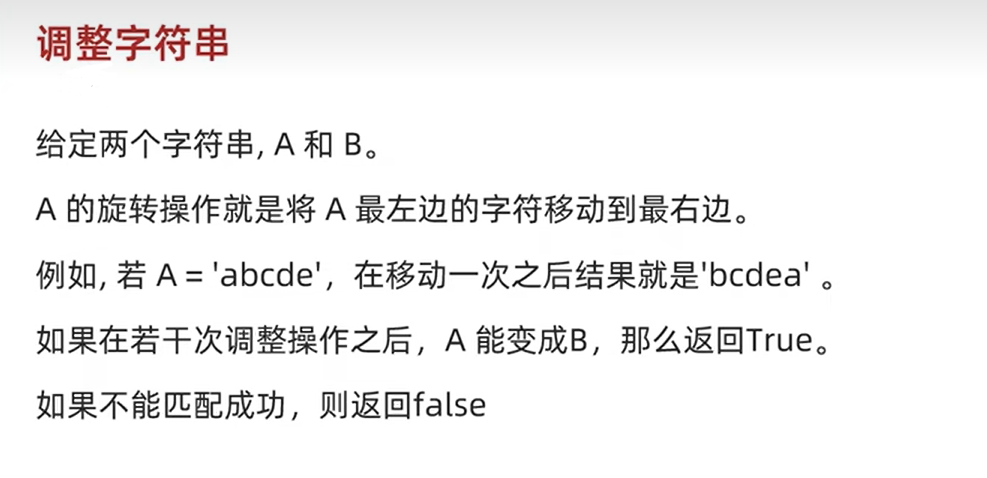 调整字符串
给定两个字符串, A 和 B。
A 的旋转操作就是将 A 最左边的字符移动到最右边。
例如, 若 A = 'abcde'，在移动一次之后结果就是'bcdea' 。
如果在若干次调整操作之后，A 能变成B，那么返回True。
如果不能匹配成功，则返回false